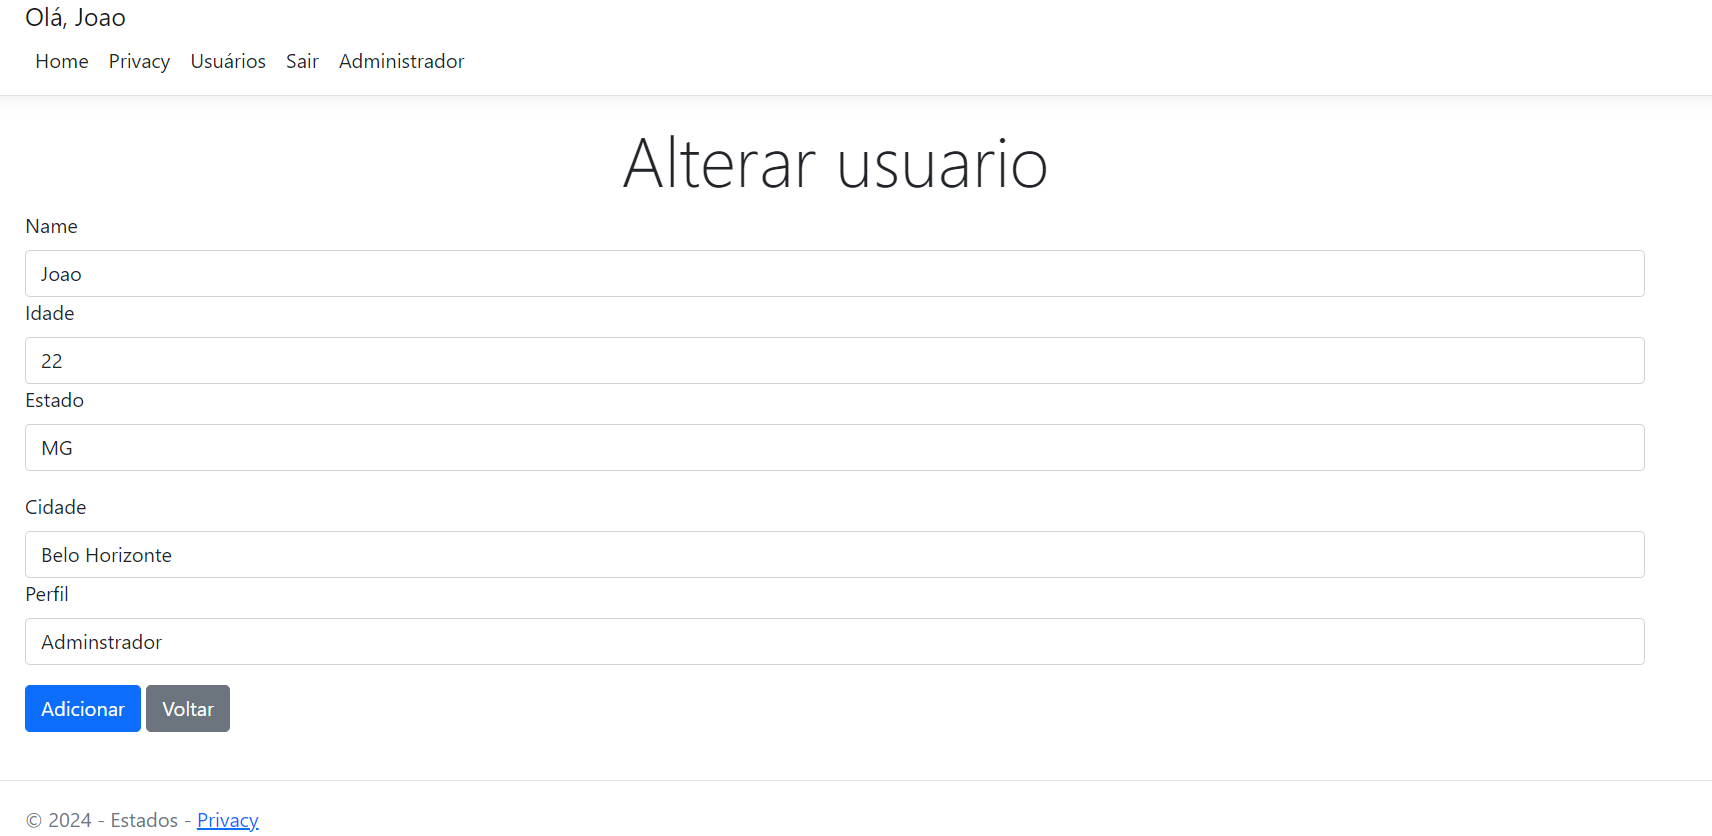 Olá, Joao
Home Privacy Usuários Sair Administrador
Alterar usuario
Name
Joao
Idade
22
Estado
MG
Cidade
Belo Horizonte
Perfil
Adminstrador
Adicionar Voltar
© 2024 - Estados - Privacy